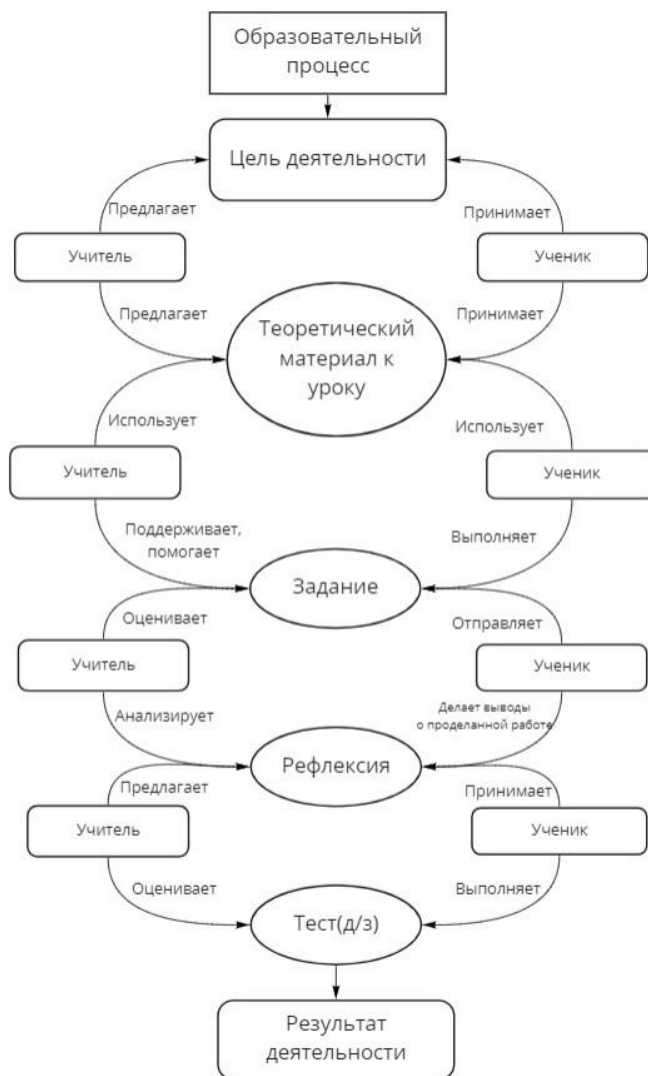 Образовательный
процесс
Цель деятельности
Предлагает
Принимает
Учитель
Ученик
Предлагает
Принимает
Теоретический
материал к
уроку
Использует
Использует
Учитель
Ученик
Поддерживает,
помогает
Выполняет
Задание
Оценивает
Отправляет
Учитель
Ученик
Анализирует
Делает выводы
о проделанной работе
Рефлексия
Предлагает
Принимает
Учитель
Ученик
Оценивает
Выполняет
Тест(д/з)
Результат
деятельности